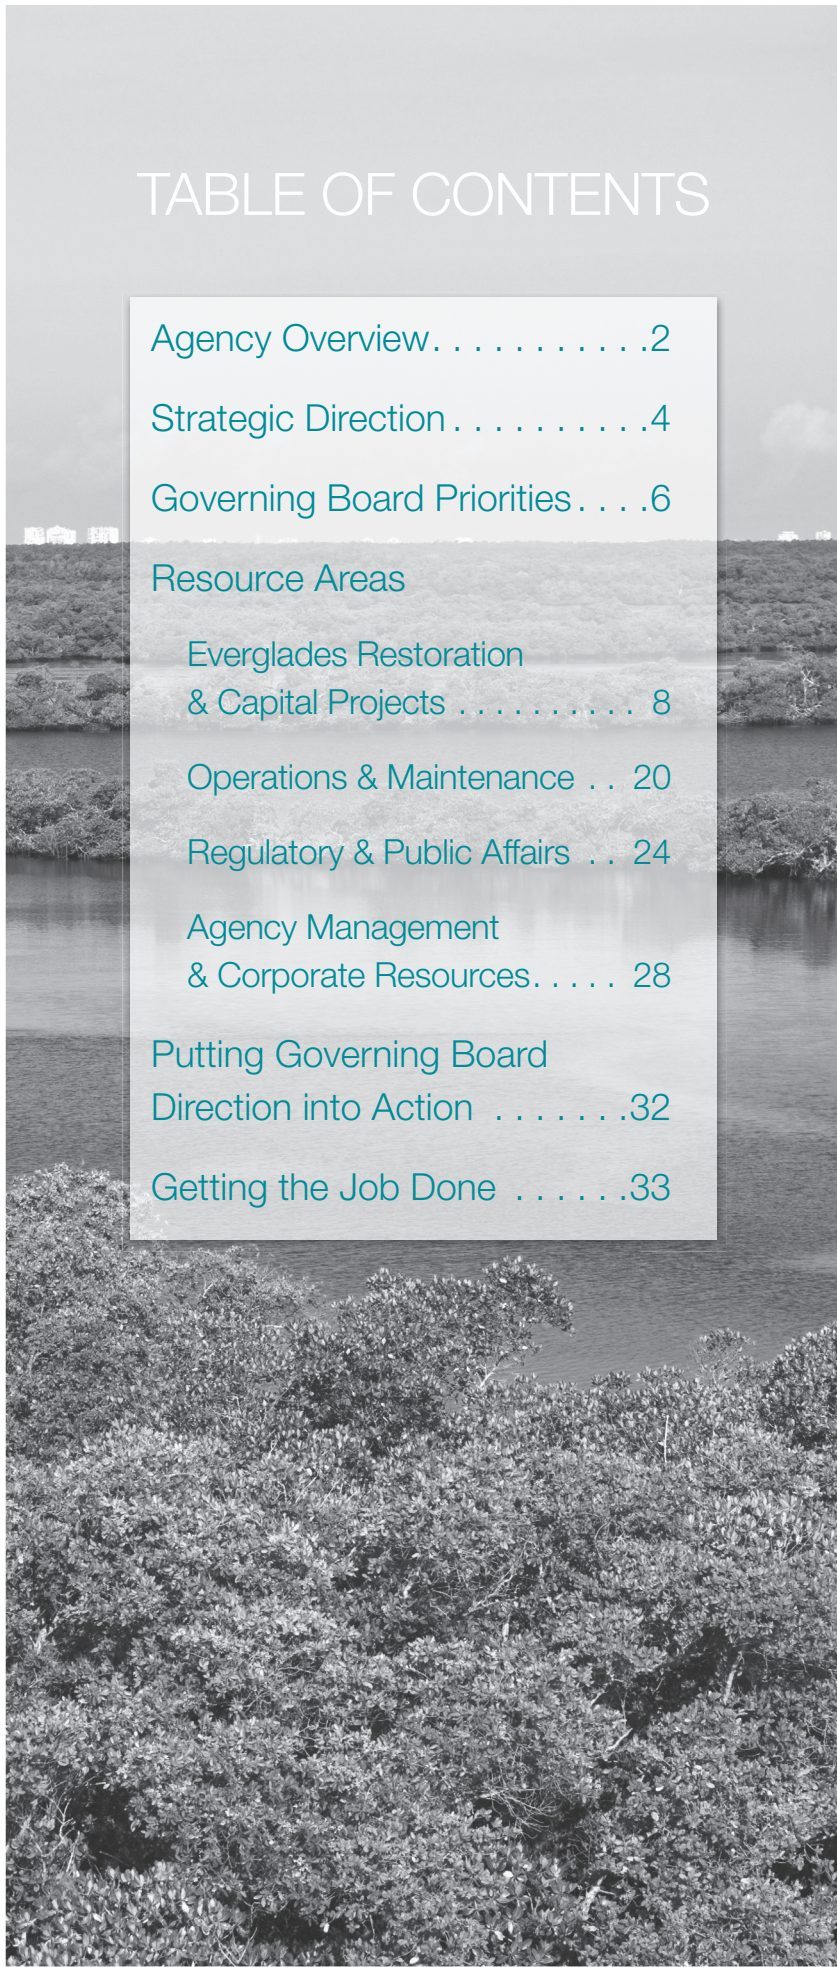 TABLE OF CONTENTS
Agency Overview. . . . . . . . . . .2
Strategic Direction . . . . . . . . . .4
Governing Board Priorities . . . .6
Resource Areas
Everglades Restoration
& Capital Projects . . . . . . . . . . 8
Operations & Maintenance . . 20
Regulatory & Public Affairs . . 24
Agency Management
& Corporate Resources. . . . . 28
Putting Governing Board
Direction into Action . . . . . . .32
Getting the Job Done . . . . . .33